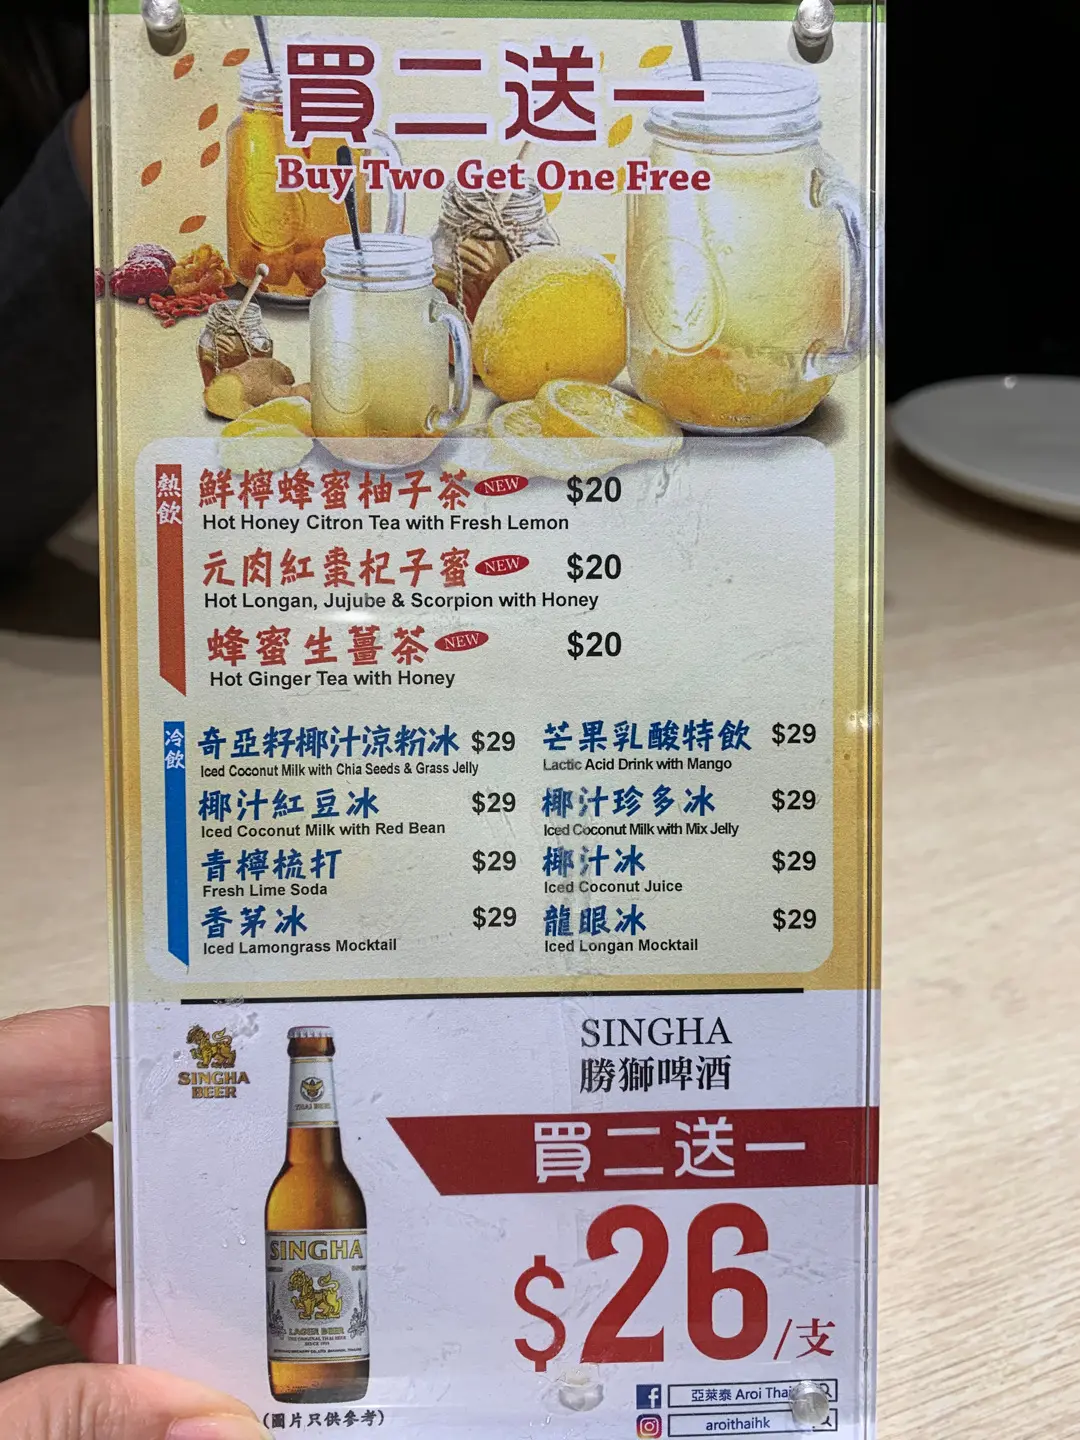 買二送一
Buy Two Get One Free
熱飲
鮮檸蜂蜜柚子茶 NEW $20
Hot Honey Citron Tea with Fresh Lemon
元肉紅棗杞子蜜 NEW $20
Hot Longan, Jujube & Scorpion with Honey
蜂蜜生薑茶 NEW $20
Hot Ginger Tea with Honey
冷飲
奇亞籽椰汁涼粉冰 $29
Iced Coconut Milk with Chia Seeds & Grass Jelly
椰汁紅豆冰 $29
Iced Coconut Milk with Red Bean
青檸梳打 $29
Fresh Lime Soda
香茅冰 $29
Iced Lamongrass Mocktail
芒果乳酸特飲 $29
Lactic Acid Drink with Mango
椰汁珍多冰 $29
Iced Coconut Milk with Mix Jelly
椰汁冰 $29
Iced Coconut Juice
龍眼冰 $29
Iced Longan Mocktail
SINGHA
BEER
THAI BEER
SINGHA
LAGER BEER
SINGHA
勝獅啤酒
買二送一
$26/支
(圖片只供參考)
亞萊泰 Aroi Thai
aroithaihk